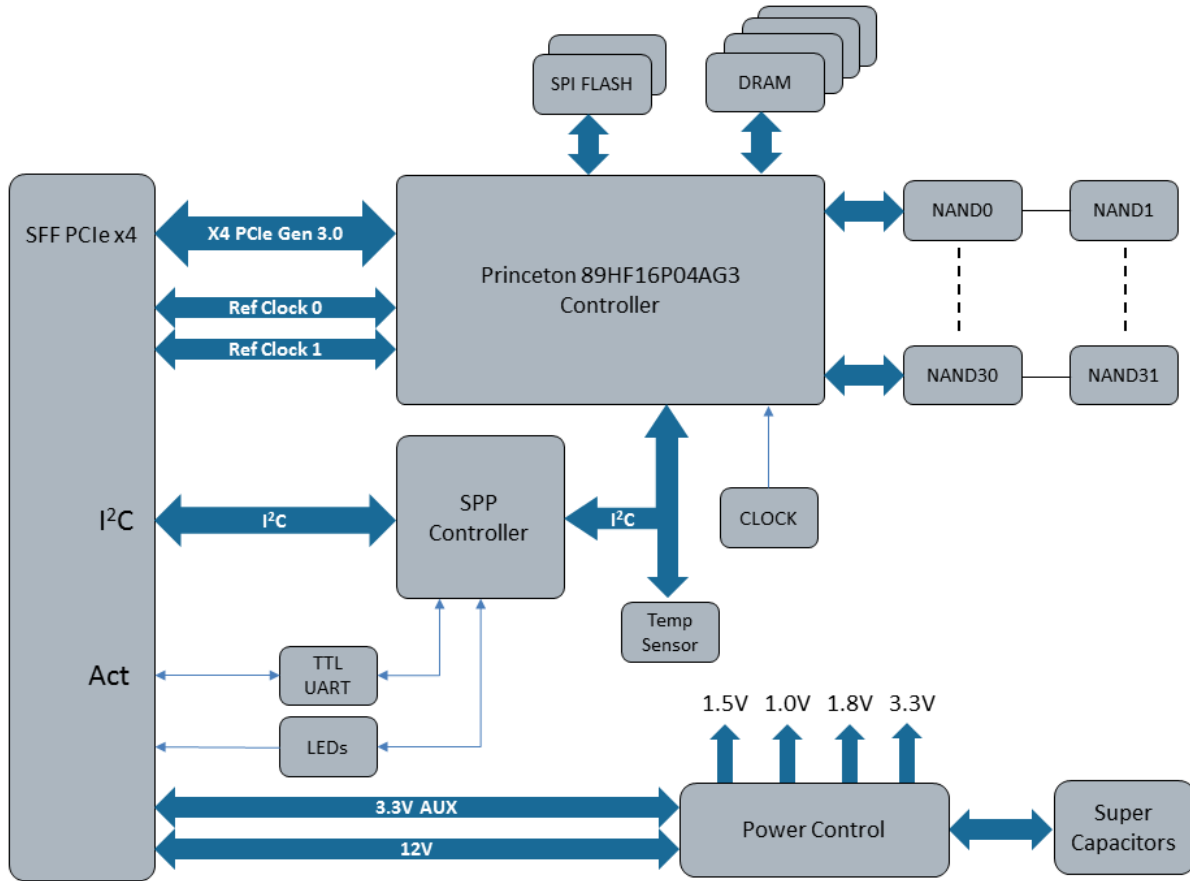 SPI FLASH
DRAM
SFF PCIe x4
X4 PCIe Gen 3.0
Ref Clock 0
Ref Clock 1
Princeton 89HF16P04AG3
Controller
NAND0
NAND1
NAND30
NAND31
I²C
I²C
SPP
Controller
I²C
CLOCK
Temp
Sensor
Act
TTL
UART
LEDs
1.5V
1.0V
1.8V
3.3V
3.3V AUX
12V
Power Control
Super
Capacitors